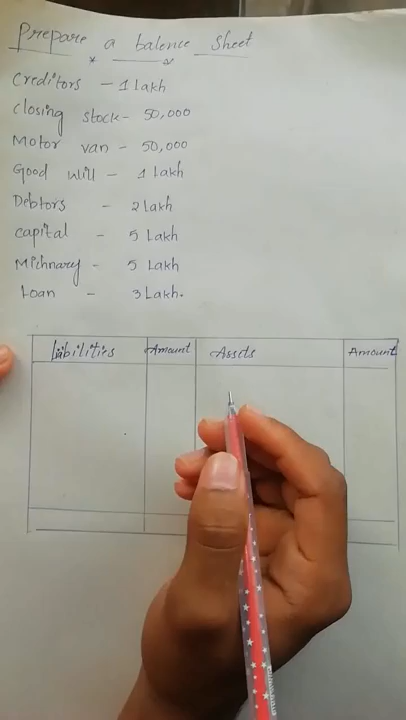 Prepare a balence Sheet
Creditors - 1 Lakh
Closing stock - 50,000
Motor van - 50,000
Good will - 1 Lakh
Debtors - 2 Lakh
Capital - 5 Lakh
Michnary - 5 Lakh
Loan - 3 Lakh.
Liabilities Amount Assets Amount